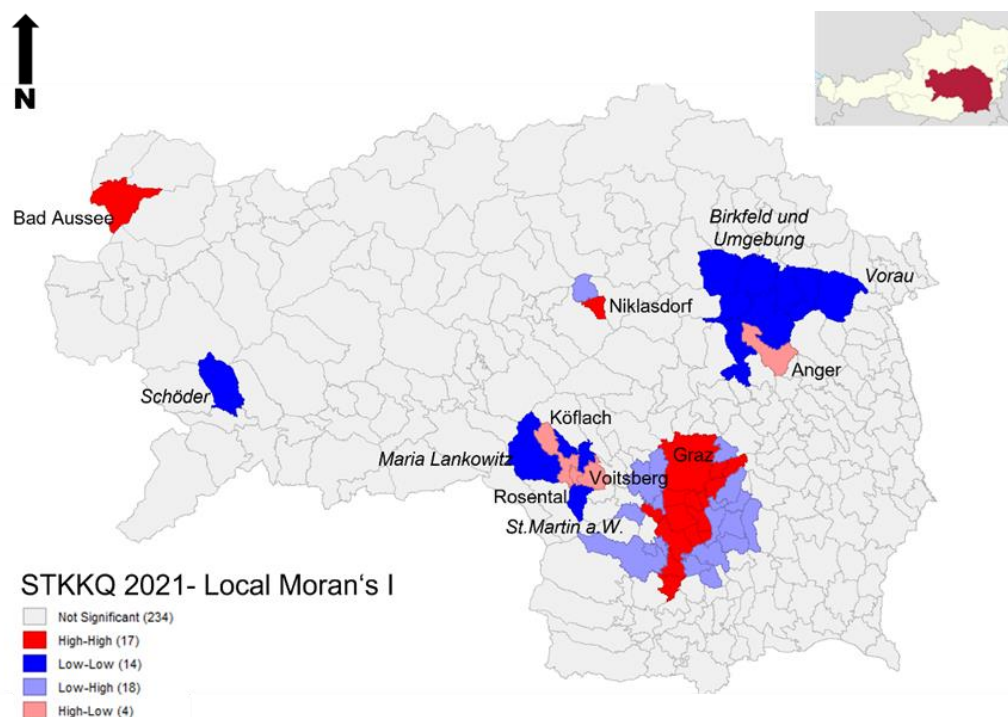 N
Bad Aussee
Birkfeld und
Umgebung
Vorau
Niklasdorf
Anger
Schöder
Köflach
Graz
Maria Lankowitz
Voitsberg
Rosental
St.Martin a.W.
STKKQ 2021- Local Moran‘s I
Not Significant (234)
High-High (17)
Low-Low (14)
Low-High (18)
High-Low (4)